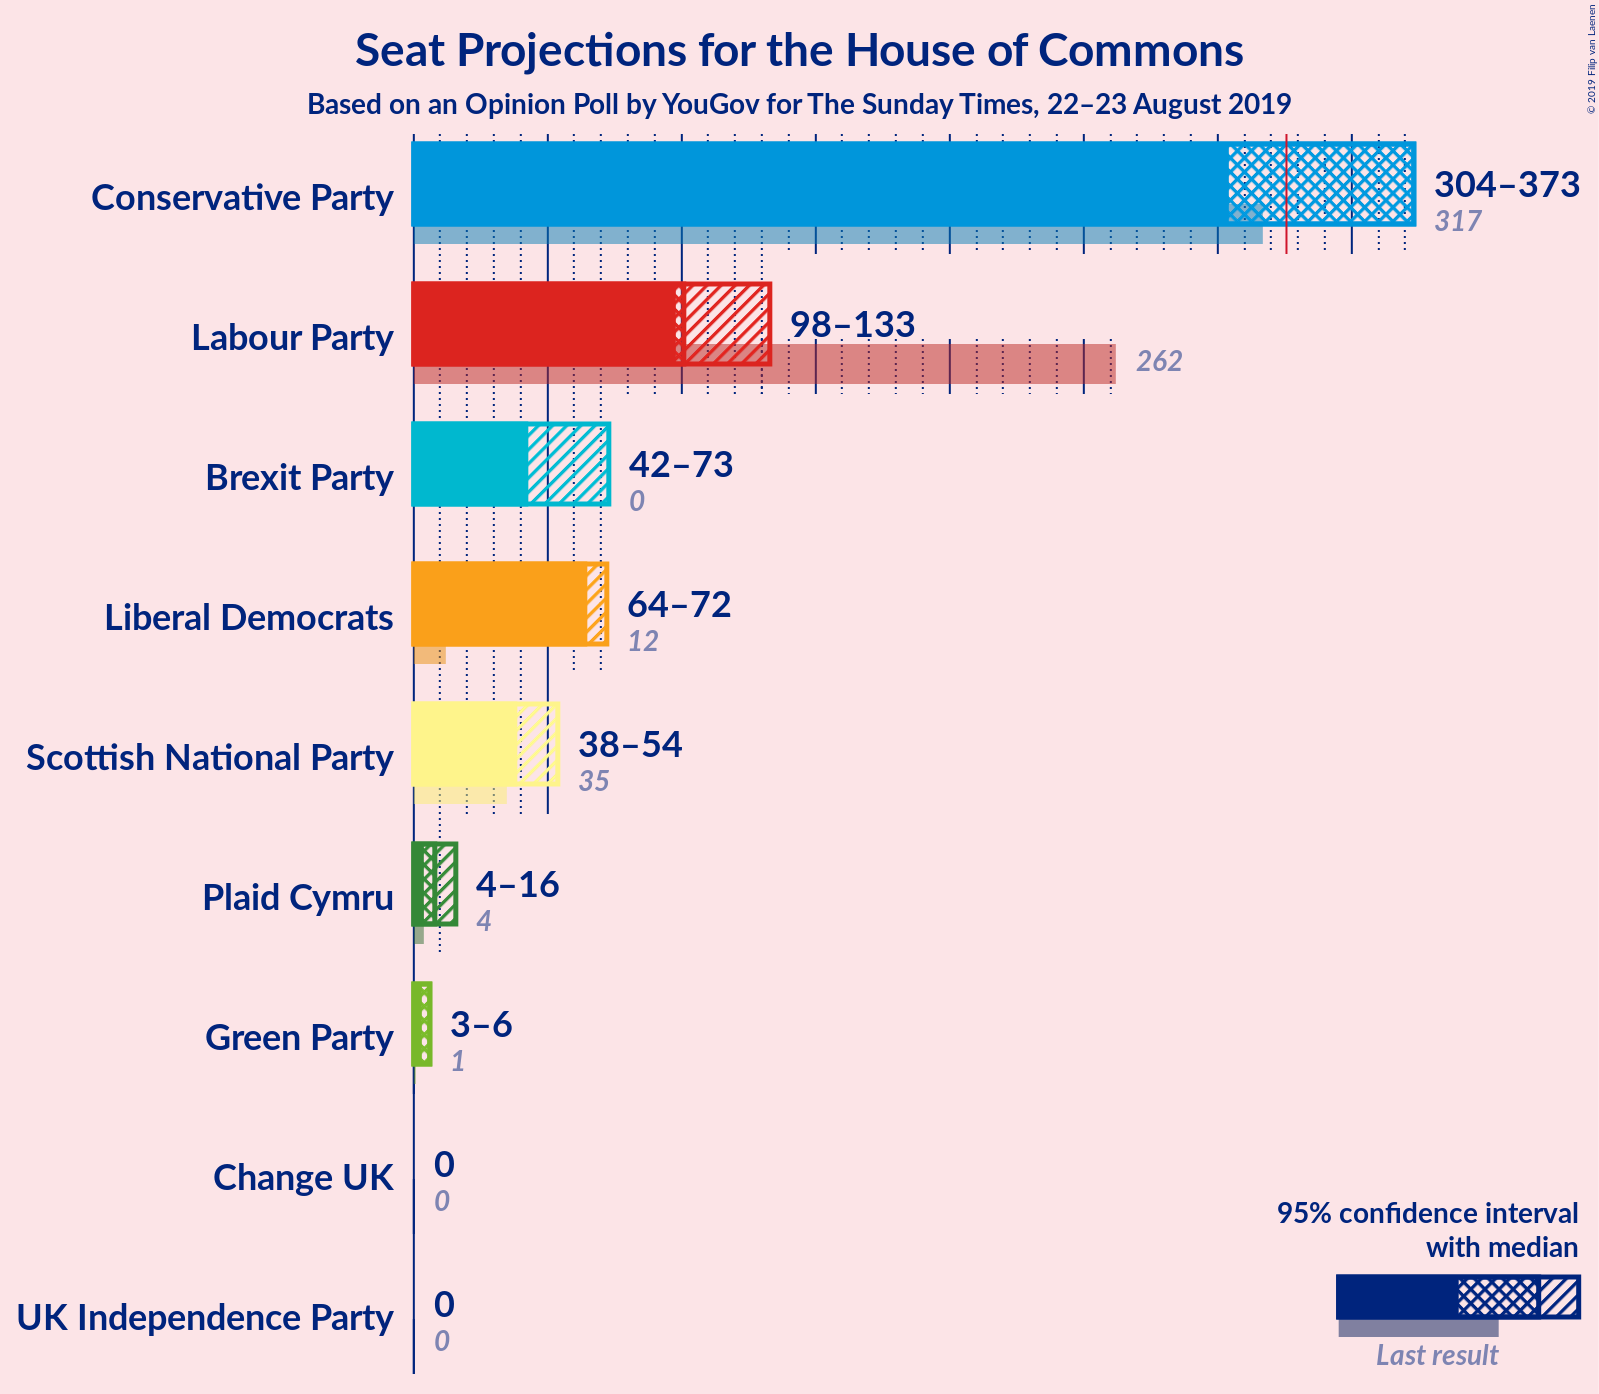 Seat Projections for the House of Commons
Based on an Opinion Poll by YouGov for The Sunday Times, 22–23 August 2019
© 2019 Filip van Laenen
Conservative Party
304–373
317
Labour Party
98–133
262
Brexit Party
42–73
0
Liberal Democrats
64–72
12
Scottish National Party
38–54
35
Plaid Cymru
4–16
4
Green Party
3–6
1
Change UK
0
0
UK Independence Party
0
0
95% confidence interval
with median
Last result